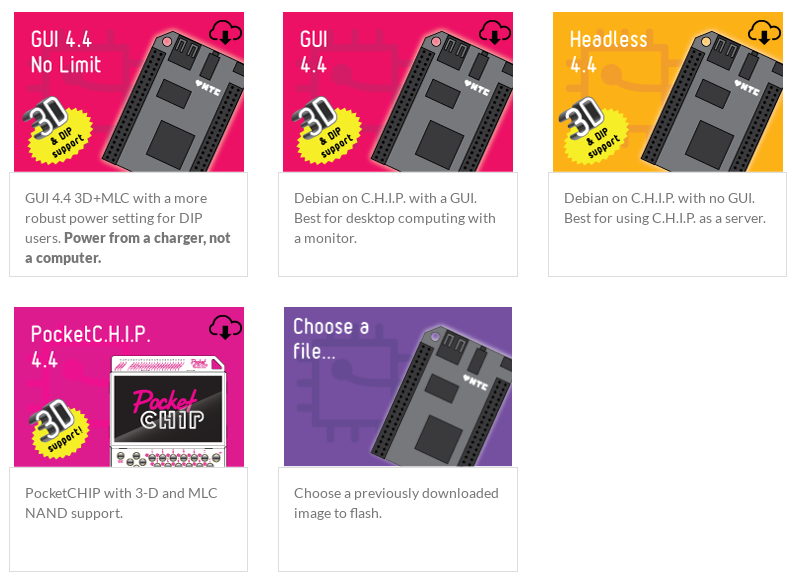 GUI 4.4
No Limit
NTC
3D
& DIP
support
GUI 4.4 3D+MLC with a more
robust power setting for DIP
users. Power from a charger, not
a computer.
GUI
4.4
NTC
3D
& DIP
support
Debian on C.H.I.P. with a GUI.
Best for desktop computing with
a monitor.
Headless
4.4
NTC
3D
& DIP
support
Debian on C.H.I.P. with no GUI.
Best for using C.H.I.P. as a server.
PocketC.H.I.P.
4.4
3D
support!
Pocket
CHIP
PocketCHIP with 3-D and MLC
NAND support.
Choose a
file...
NTC
Choose a previously downloaded
image to flash.